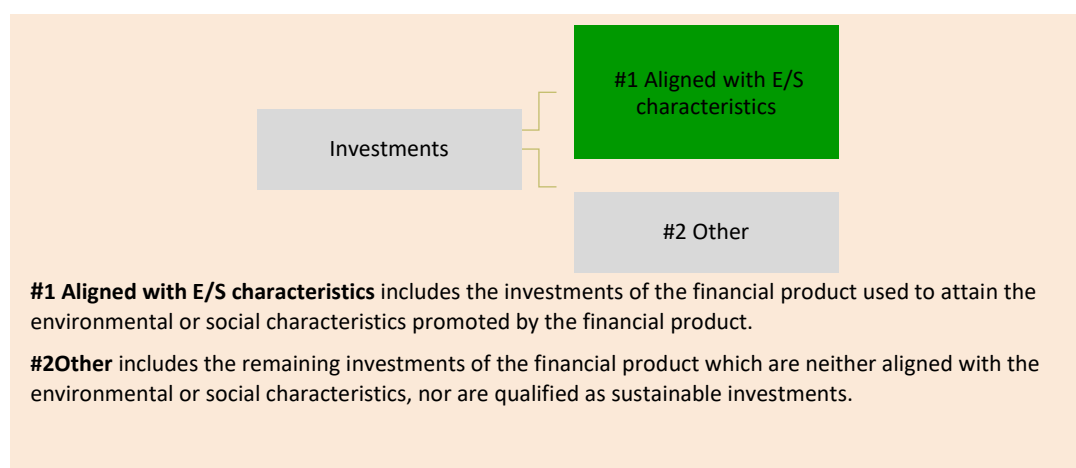 #1 Aligned with E/S
characteristics
Investments
#2 Other
#1 Aligned with E/S characteristics includes the investments of the financial product used to attain the
environmental or social characteristics promoted by the financial product.
#2Other includes the remaining investments of the financial product which are neither aligned with the
environmental or social characteristics, nor are qualified as sustainable investments.